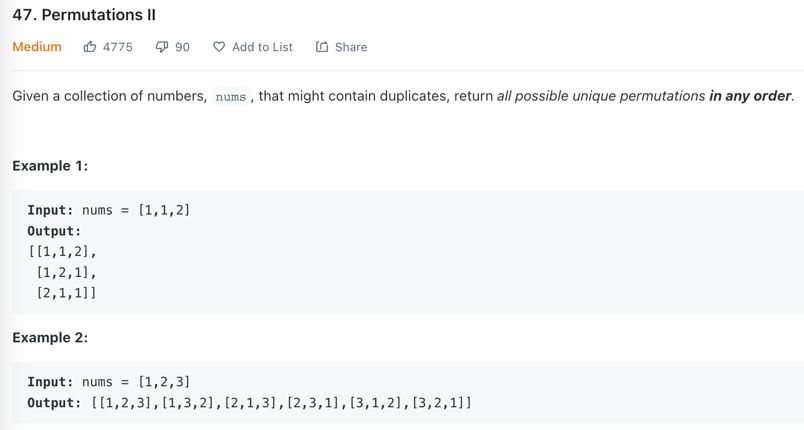 47. Permutations II
Medium 4775 90 Add to List Share
Given a collection of numbers, nums , that might contain duplicates, return all possible unique permutations in any order.
Example 1:
Input: nums = [1,1,2]
Output:
[[1,1,2],
[1,2,1],
[2,1,1]]
Example 2:
Input: nums = [1,2,3]
Output: [[1,2,3],[1,3,2],[2,1,3],[2,3,1],[3,1,2],[3,2,1]]